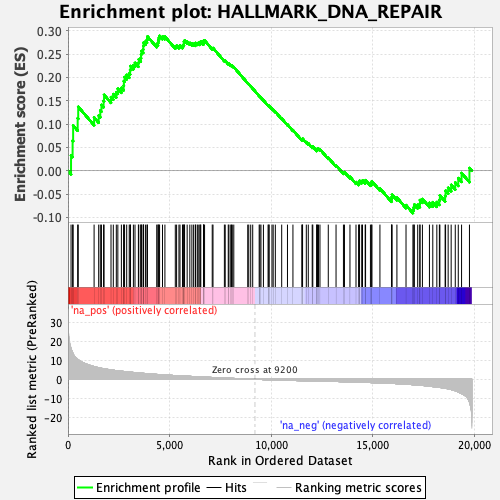 Enrichment plot: HALLMARK_DNA_REPAIR
Enrichment score (ES)
0.30
0.25
0.20
0.15
0.10
0.05
0.00
-0.05
-0.10
'na_pos' (positively correlated)
Ranked list metric (PreRanked)
30
20
10
0
-10
-20
Zero cross at 9200
'na_neg' (negatively correlated)
0
5,000
10,000
15,000
20,000
Rank in Ordered Dataset
Enrichment profile
Hits
Ranking metric scores